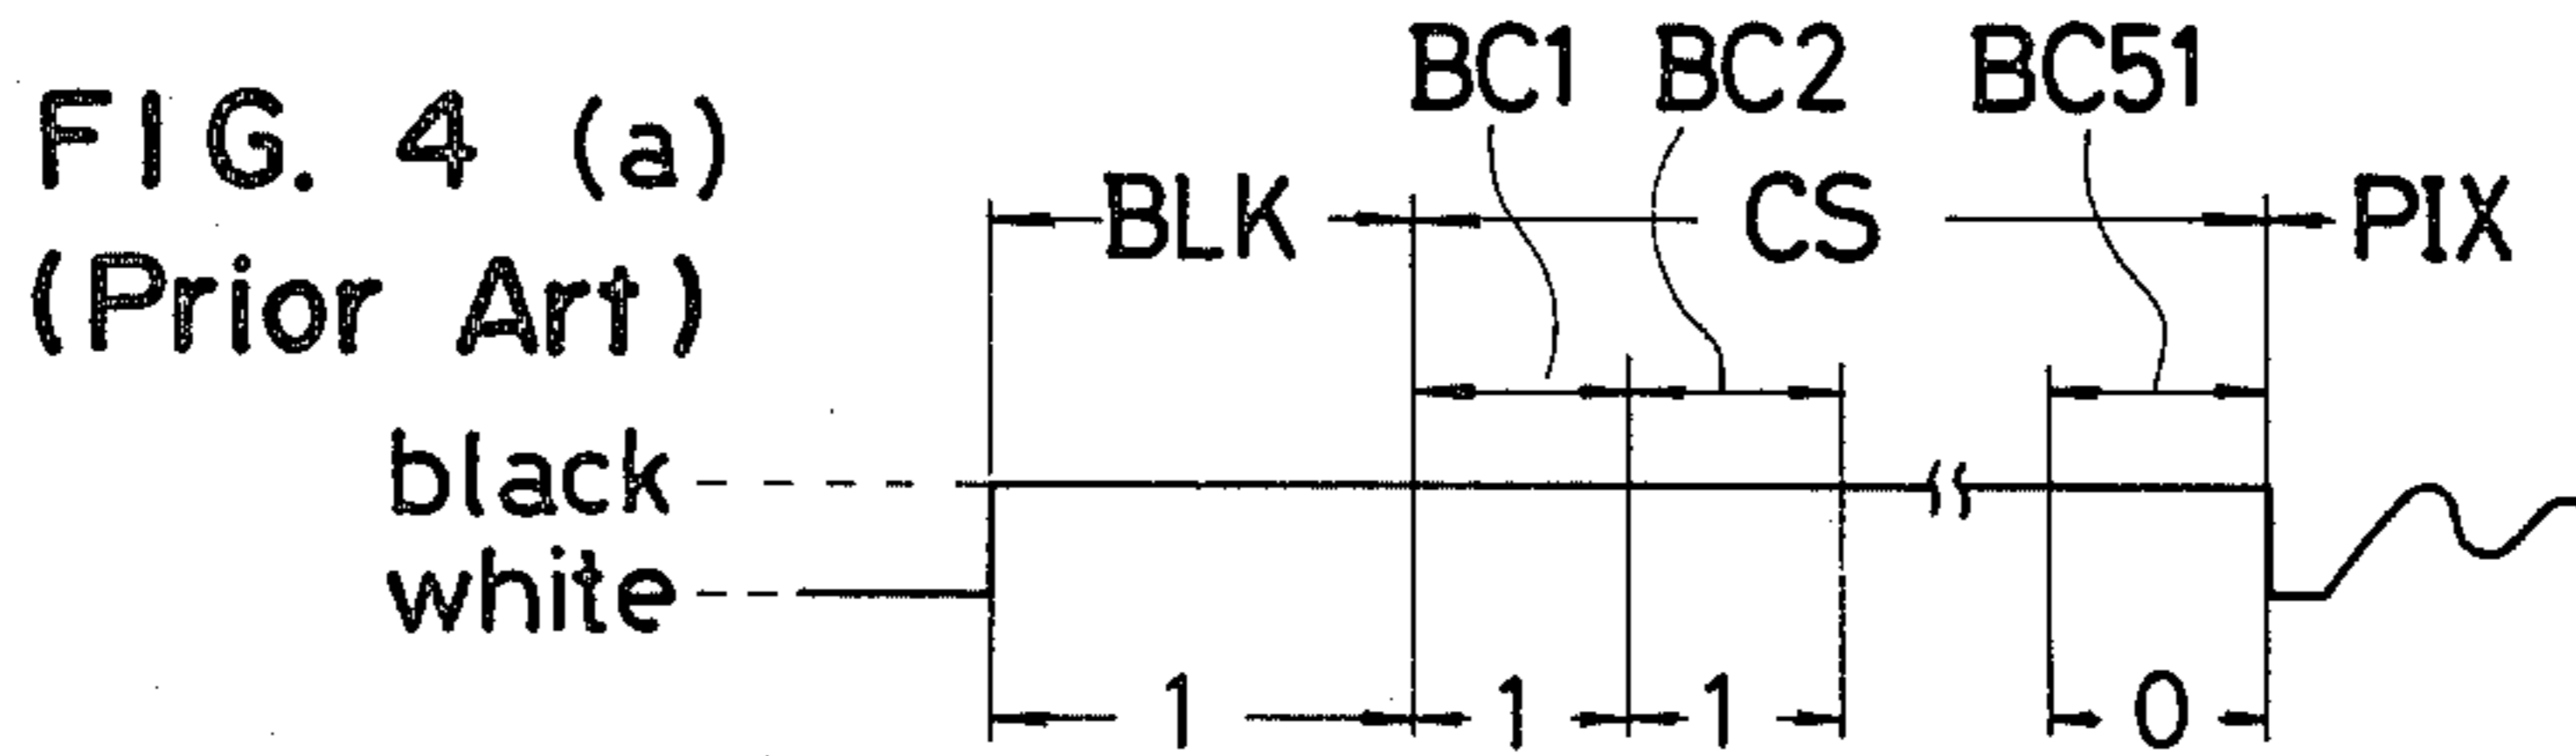 FIG. 4 (a)
(Prior Art)
BC1 BC2 BC51
BLK CS PIX
black
white
1 1 1 0